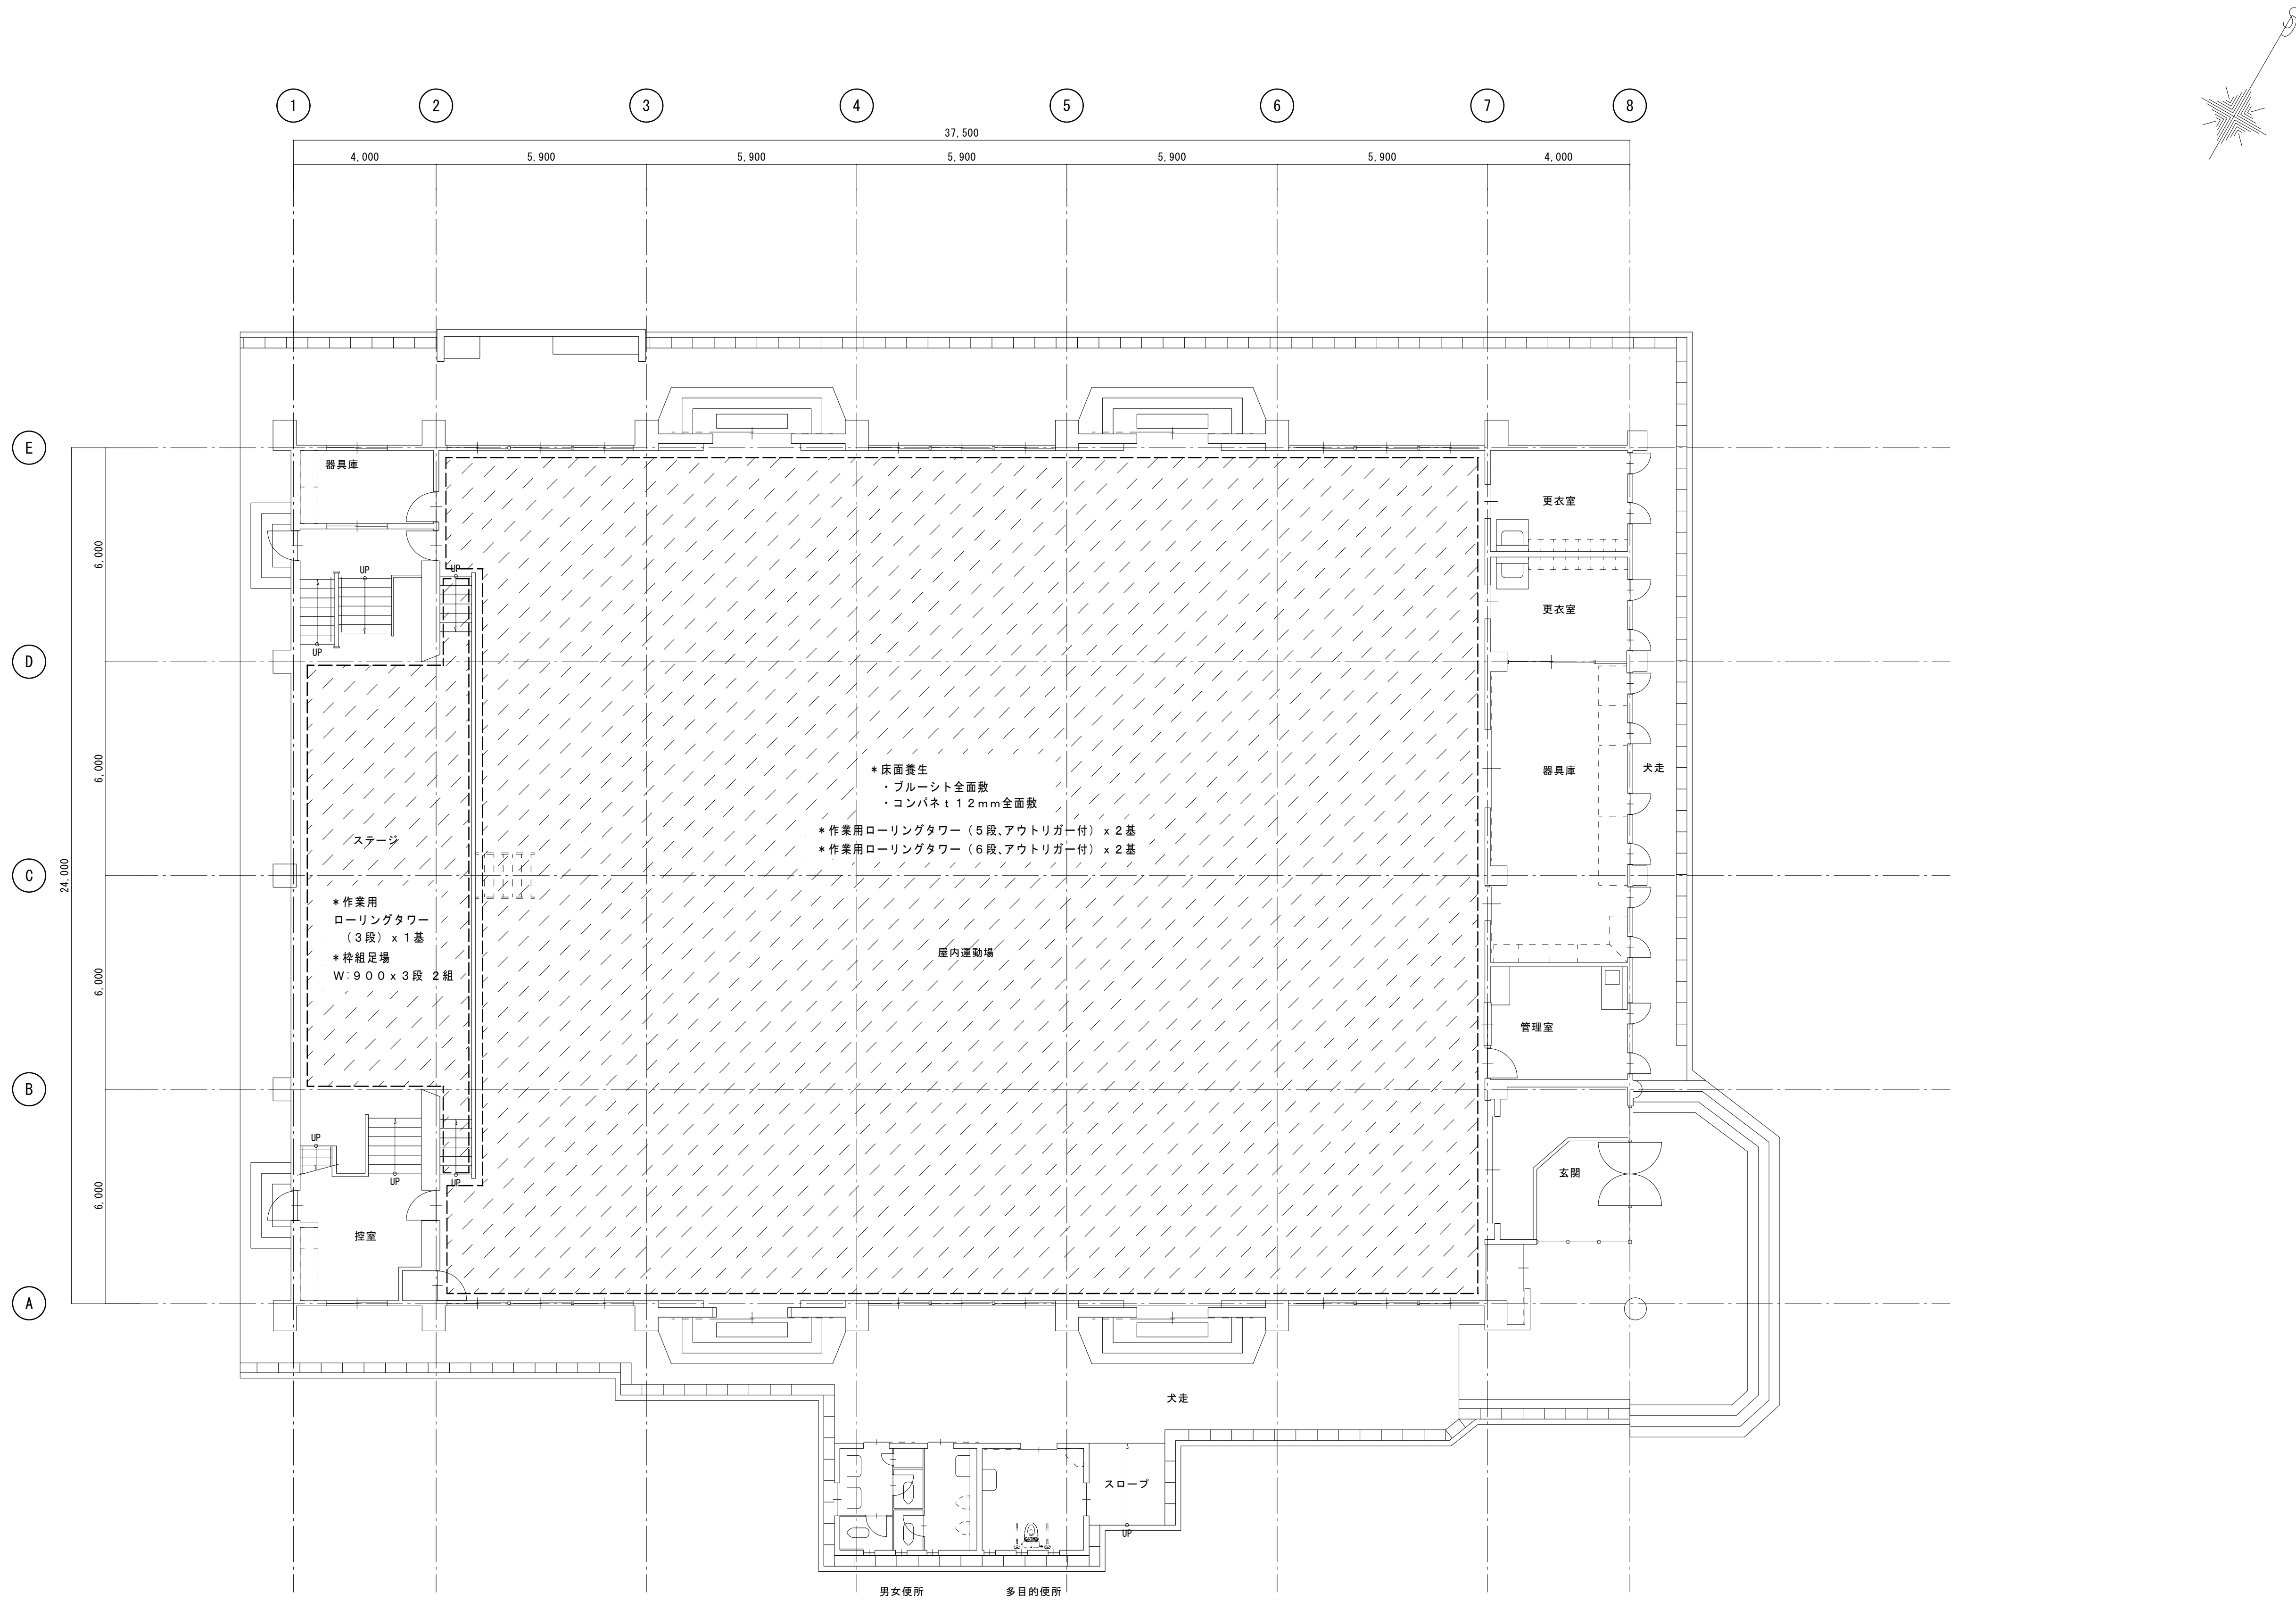 1 2 3 4 5 6 7 8
37,500
4,000 5,900 5,900 5,900 5,900 5,900 4,000
E
器具庫
更衣室
6,000
UP
UP
更衣室
UP
D
6,000
*床面養生
・ブルーシト全面敷
・コンパネt12mm全面敷
*作業用ローリングタワー(5段、アウトリガー付)x2基
*作業用ローリングタワー(6段、アウトリガー付)x2基
器具庫
犬走
ステージ
24,000
C
*作業用
ローリングタワー
(3段)x1基
*枠組足場
W:900x3段 2組
屋内運動場
6,000
管理室
B
UP
UP
UP
玄関
6,000
控室
A
犬走
スロープ
UP
男女便所
多目的便所